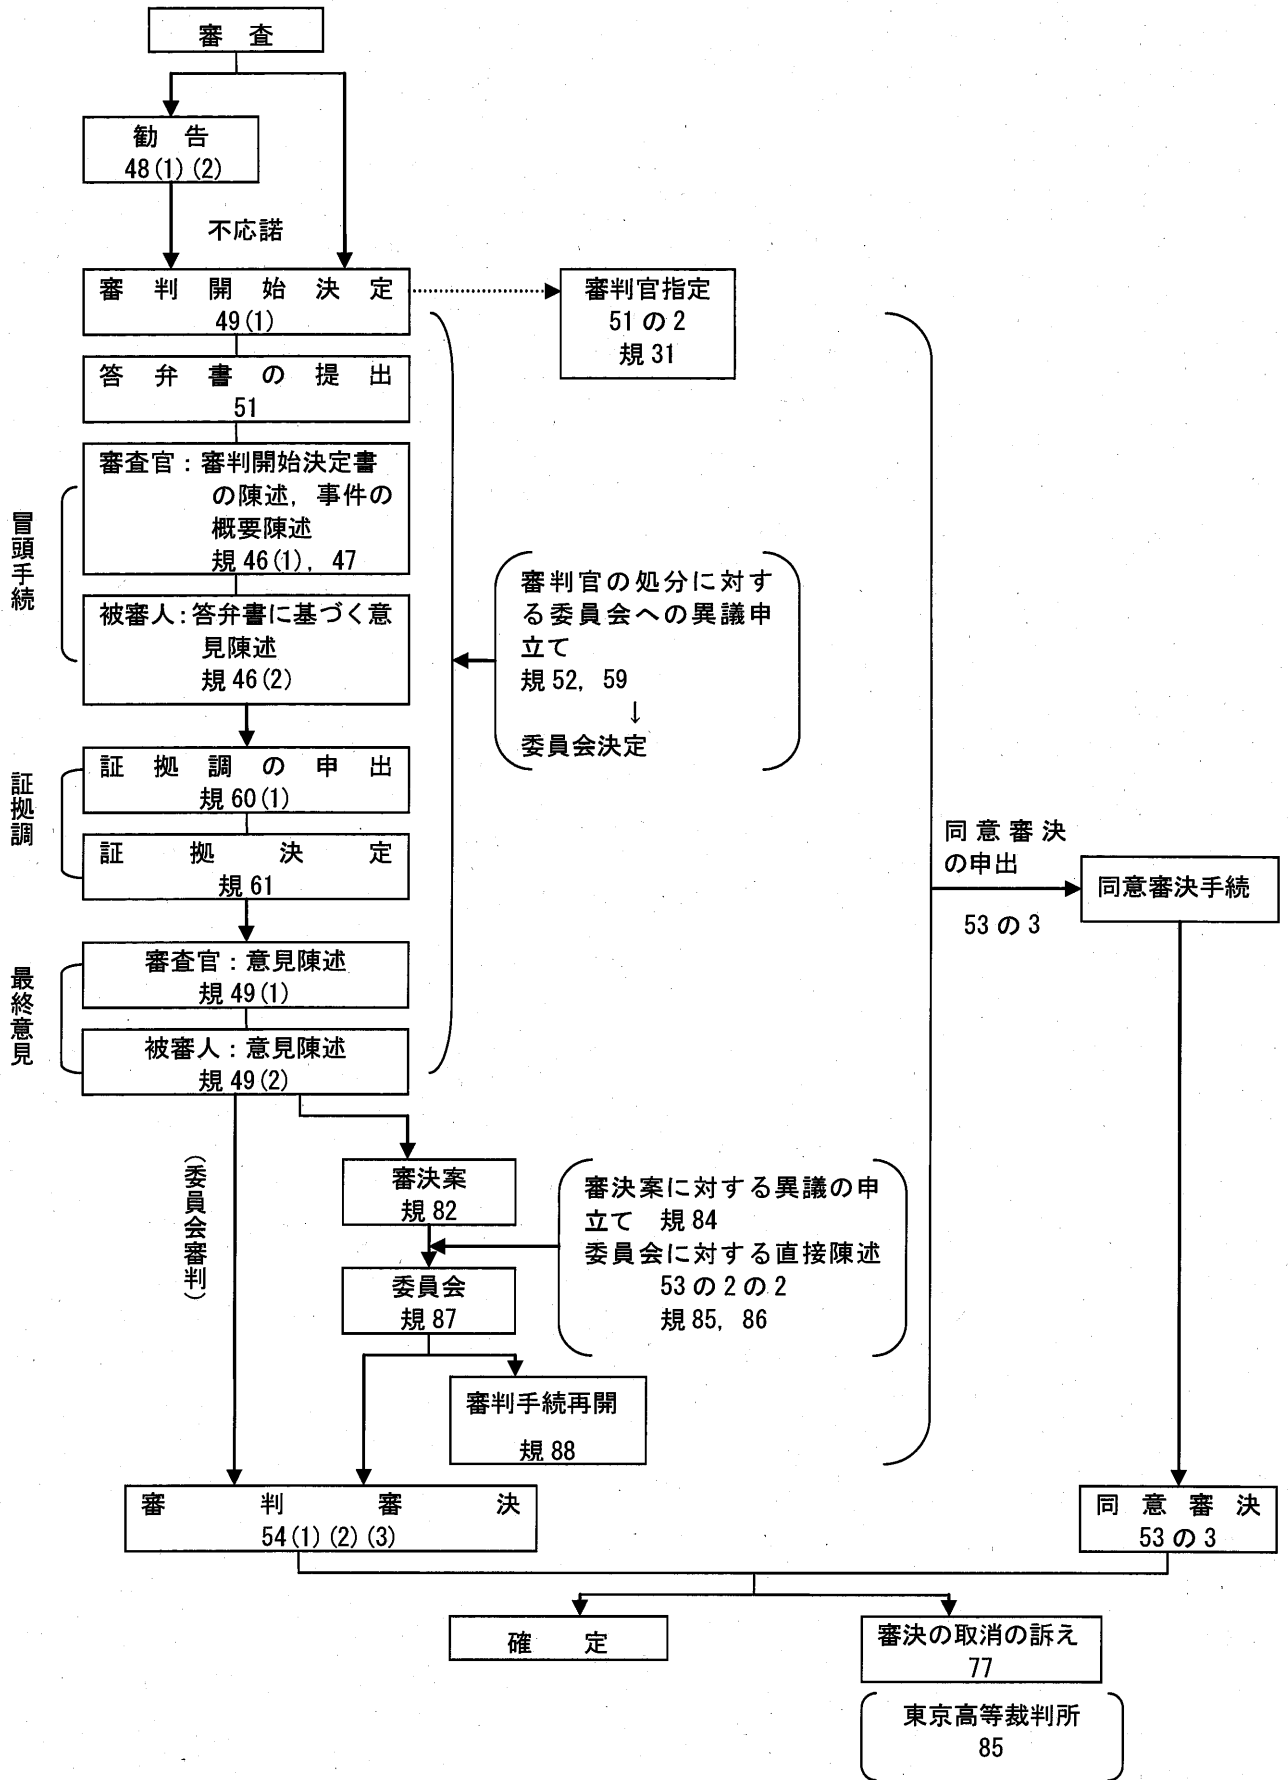 審査
勧告
48(1)(2)
不応諾
審判開始決定
49(1)
審判官指定
51の2
規31
答弁書の提出
51
冒頭手続
審査官：審判開始決定書
の陳述，事件の
概要陳述
規46(1)，47
被審人：答弁書に基づく意
見陳述
規46(2)
審判官の処分に対す
る委員会への異議申
立て
規52，59
↓
委員会決定
証拠調
証拠調の申出
規60(1)
証拠決定
規61
同意審決
の申出
53の3
同意審決手続
最終意見
審査官：意見陳述
規49(1)
被審人：意見陳述
規49(2)
（委員会審判）
審決案
規82
審決案に対する異議の申
立て　規84
委員会に対する直接陳述
53の2の2
規85，86
委員会
規87
審判手続再開
規88
審判審決
54(1)(2)(3)
同意審決
53の3
確定
審決の取消の訴え
77
東京高等裁判所
85